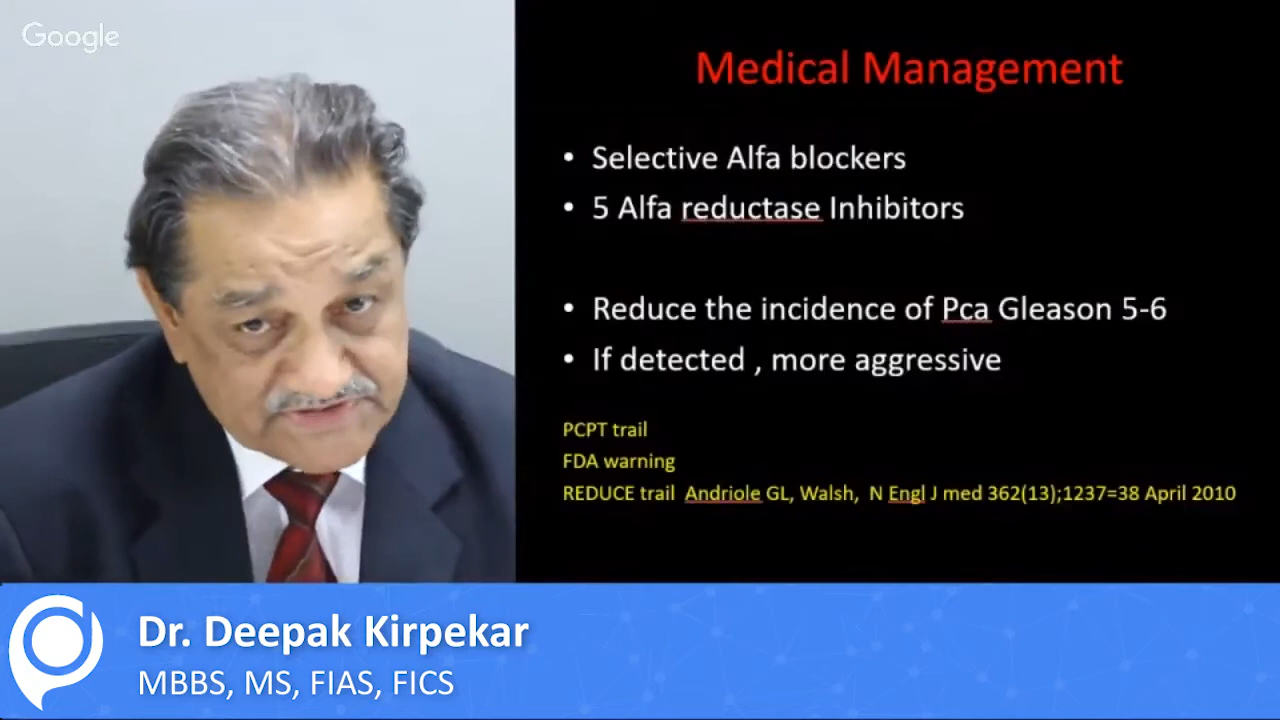 Google
Medical Management
• Selective Alfa blockers
• 5 Alfa reductase Inhibitors
• Reduce the incidence of Pca Gleason 5-6
• If detected , more aggressive
PCPT trail
FDA warning
REDUCE trail Andriole GL, Walsh, N Engl J med 362(13);1237=38 April 2010
Dr. Deepak Kirpekar
MBBS, MS, FIAS, FICS